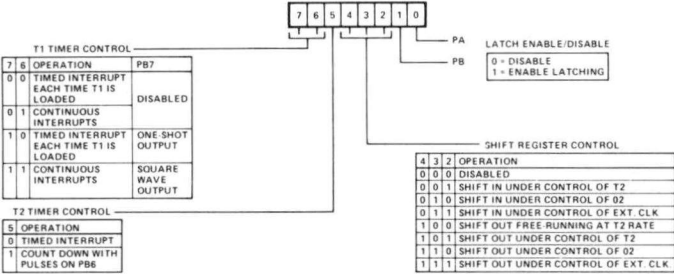 7 6 5 4 3 2 1 0
PA
PB
LATCH ENABLE/DISABLE
0 = DISABLE
1 = ENABLE LATCHING
T1 TIMER CONTROL
7 6 OPERATION PB7
0 0 TIMED INTERRUPT EACH TIME T1 IS LOADED DISABLED
0 1 CONTINUOUS INTERRUPTS
1 0 TIMED INTERRUPT EACH TIME T1 IS LOADED ONE-SHOT OUTPUT
1 1 CONTINUOUS INTERRUPTS SQUARE WAVE OUTPUT
T2 TIMER CONTROL
5 OPERATION
0 TIMED INTERRUPT
1 COUNT DOWN WITH PULSES ON PB6
SHIFT REGISTER CONTROL
4 3 2 OPERATION
0 0 0 DISABLED
0 0 1 SHIFT IN UNDER CONTROL OF T2
0 1 0 SHIFT IN UNDER CONTROL OF 02
0 1 1 SHIFT IN UNDER CONTROL OF EXT. CLK
1 0 0 SHIFT OUT FREE-RUNNING AT T2 RATE
1 0 1 SHIFT OUT UNDER CONTROL OF T2
1 1 0 SHIFT OUT UNDER CONTROL OF 02
1 1 1 SHIFT OUT UNDER CONTROL OF EXT. CLK